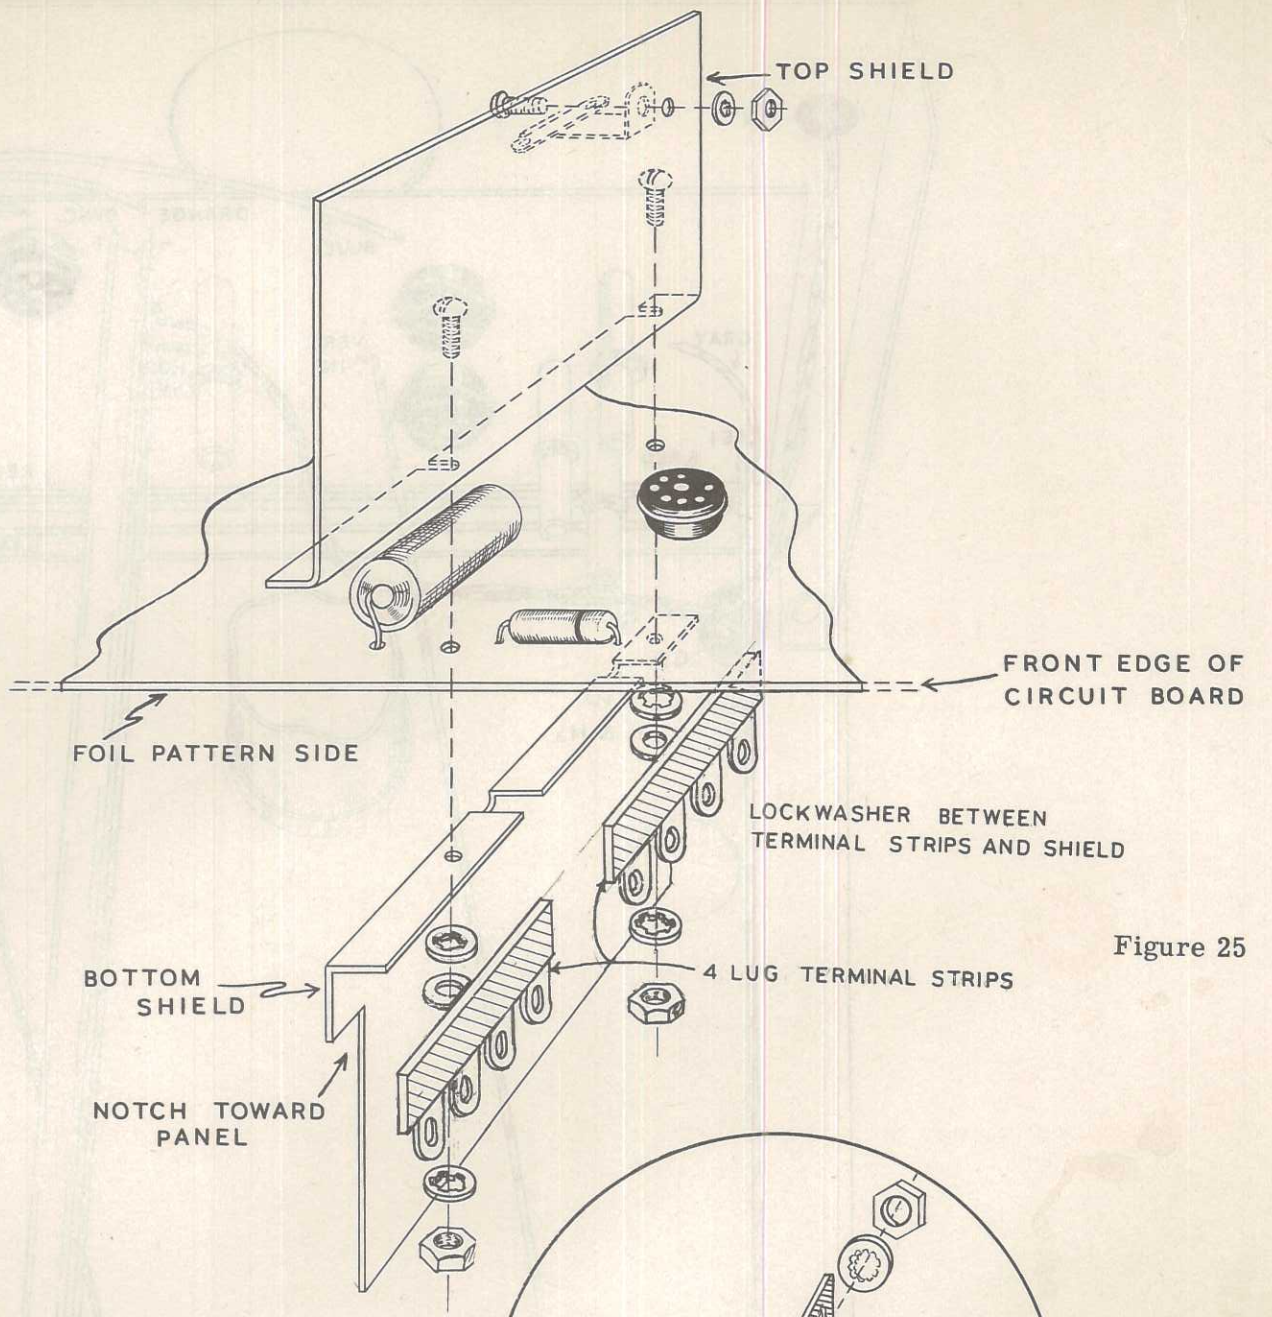 TOP SHIELD
FRONT EDGE OF
CIRCUIT BOARD
FOIL PATTERN SIDE
LOCKWASHER BETWEEN
TERMINAL STRIPS AND SHIELD
Figure 25
BOTTOM
SHIELD
4 LUG TERMINAL STRIPS
NOTCH TOWARD
PANEL